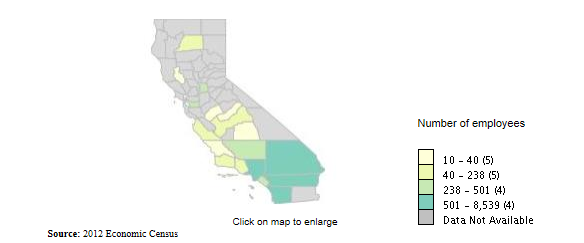 Number of employees
10 – 40 (5)
40 – 238 (5)
238 – 501 (4)
501 – 8,539 (4)
Data Not Available
Click on map to enlarge
Source: 2012 Economic Census